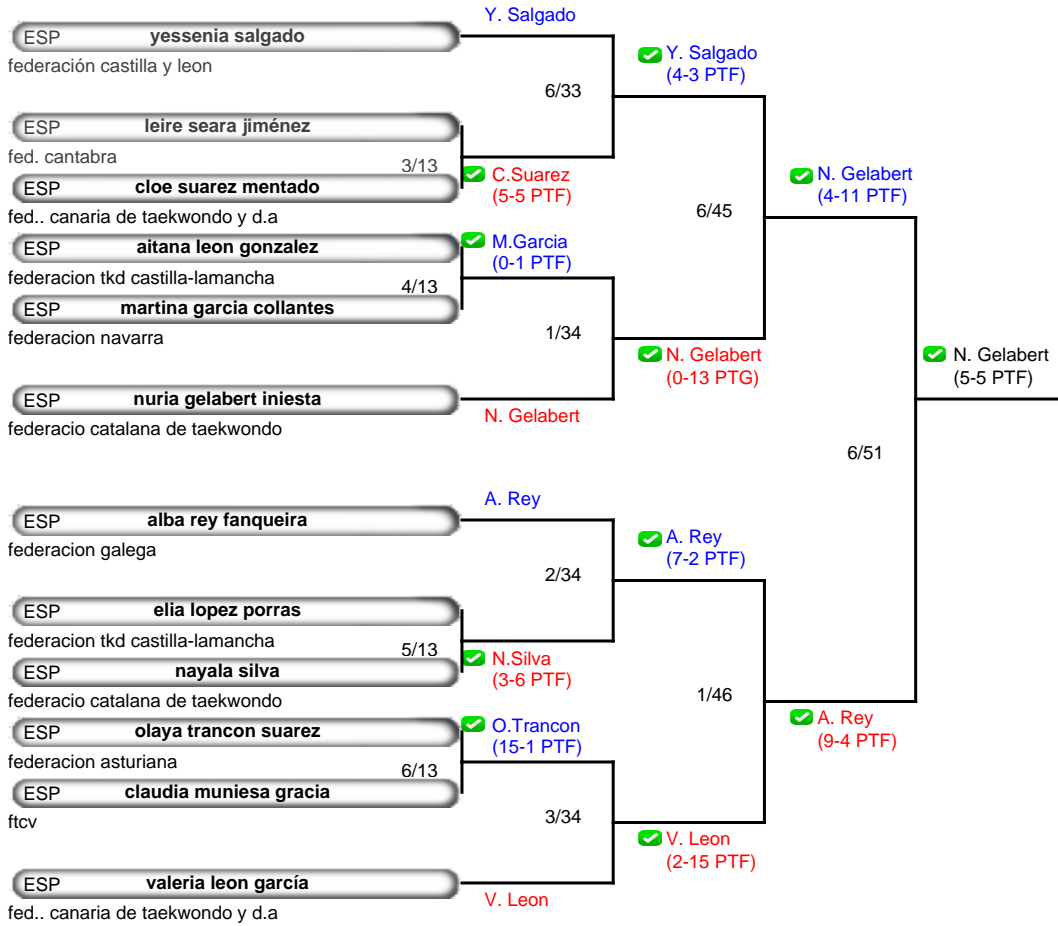 Y. Salgado
ESP yessenia salgado
federación castilla y leon
6/33
Y. Salgado
(4-3 PTF)
ESP leire seara jiménez
fed. cantabra
3/13
ESP cloe suarez mentado
fed.. canaria de taekwondo y d.a
C.Suarez
(5-5 PTF)
6/45
N. Gelabert
(4-11 PTF)
ESP aitana leon gonzalez
federacion tkd castilla-lamancha
4/13
M.Garcia
(0-1 PTF)
ESP martina garcia collantes
federacion navarra
1/34
N. Gelabert
(0-13 PTG)
ESP nuria gelabert iniesta
federacio catalana de taekwondo
N. Gelabert
N. Gelabert
(5-5 PTF)
6/51
A. Rey
ESP alba rey fanqueira
federacion galega
2/34
A. Rey
(7-2 PTF)
ESP elia lopez porras
federacion tkd castilla-lamancha
5/13
ESP nayala silva
federacio catalana de taekwondo
N.Silva
(3-6 PTF)
1/46
A. Rey
(9-4 PTF)
ESP olaya trancon suarez
federacion asturiana
6/13
O.Trancon
(15-1 PTF)
ESP claudia muniesa gracia
ftcv
3/34
V. Leon
(2-15 PTF)
ESP valeria leon garcía
fed.. canaria de taekwondo y d.a
V. Leon